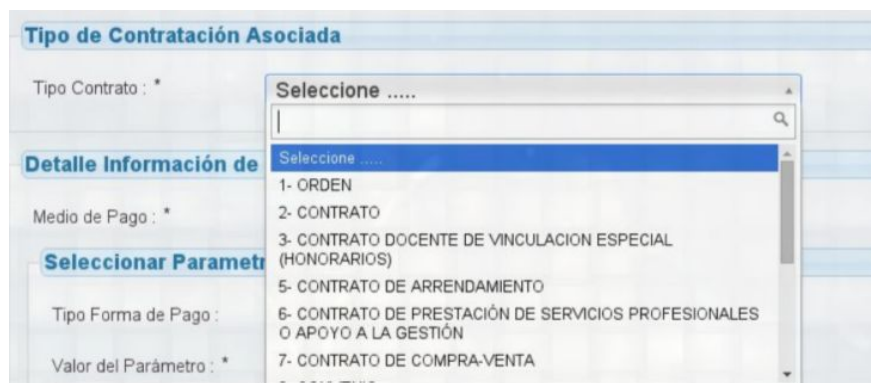 Tipo de Contratación Asociada
Tipo Contrato : *
Seleccione .....
Seleccione .....
Detalle Información de
1- ORDEN
2- CONTRATO
Medio de Pago : *
3- CONTRATO DOCENTE DE VINCULACION ESPECIAL
(HONORARIOS)
Seleccionar Parametr
5- CONTRATO DE ARRENDAMIENTO
Tipo Forma de Pago :
6- CONTRATO DE PRESTACIÓN DE SERVICIOS PROFESIONALES
O APOYO A LA GESTIÓN
Valor del Parámetro : *
7- CONTRATO DE COMPRA-VENTA